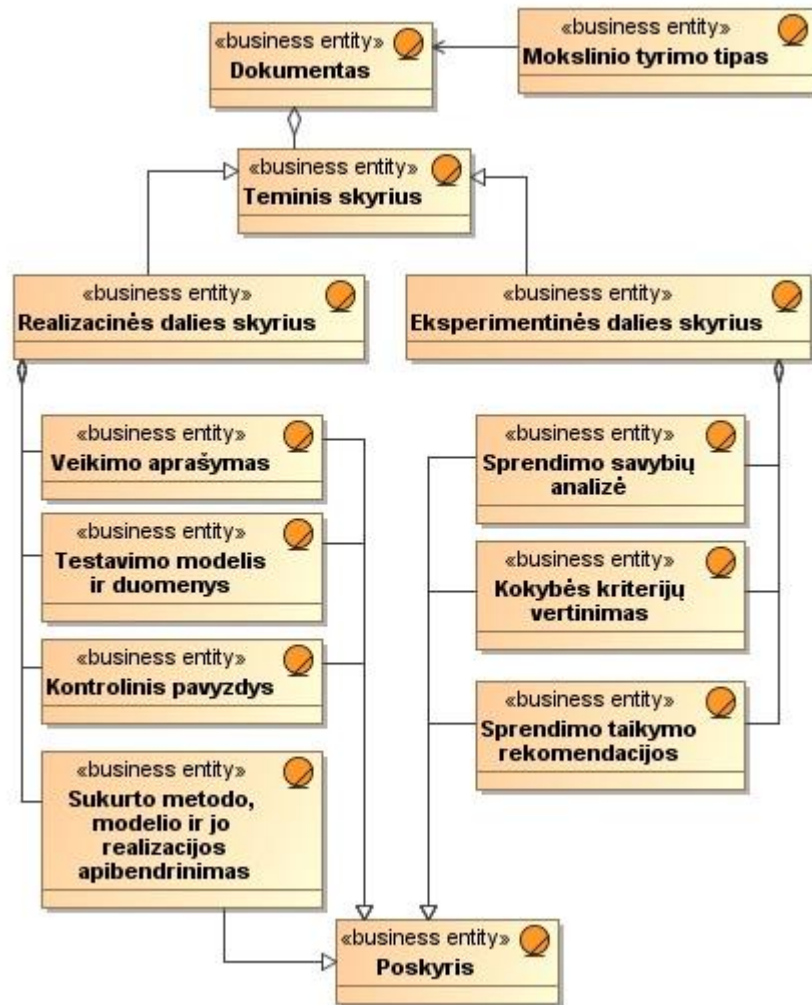 «business entity»
Dokumentas
«business entity»
Mokslinio tyrimo tipas
«business entity»
Teminis skyrius
«business entity»
Realizacinės dalies skyrius
«business entity»
Eksperimentinės dalies skyrius
«business entity»
Veikimo aprašymas
«business entity»
Testavimo modelis
ir duomenys
«business entity»
Kontrolinis pavyzdys
«business entity»
Sukurto metodo,
modelio ir jo
realizacijos
apibendrinimas
«business entity»
Sprendimo savybių
analizė
«business entity»
Kokybės kriterijų
vertinimas
«business entity»
Sprendimo taikymo
rekomendacijos
«business entity»
Poskyris